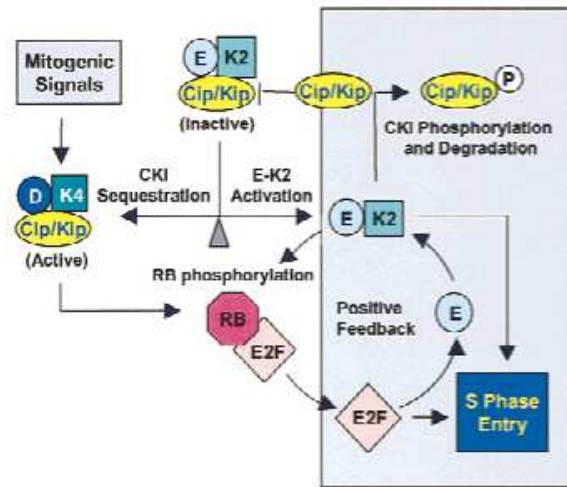 Mitogenic
Signals
E
K2
Cip/Kip
(Inactive)
Cip/Kip
Cip/Kip
P
CKI Phosphorylation
and Degradation
CKI
Sequestration
E-K2
Activation
D
K4
Cip/Kip
(Active)
E
K2
RB phosphorylation
RB
E2F
Positive
Feedback
E
E2F
S Phase
Entry